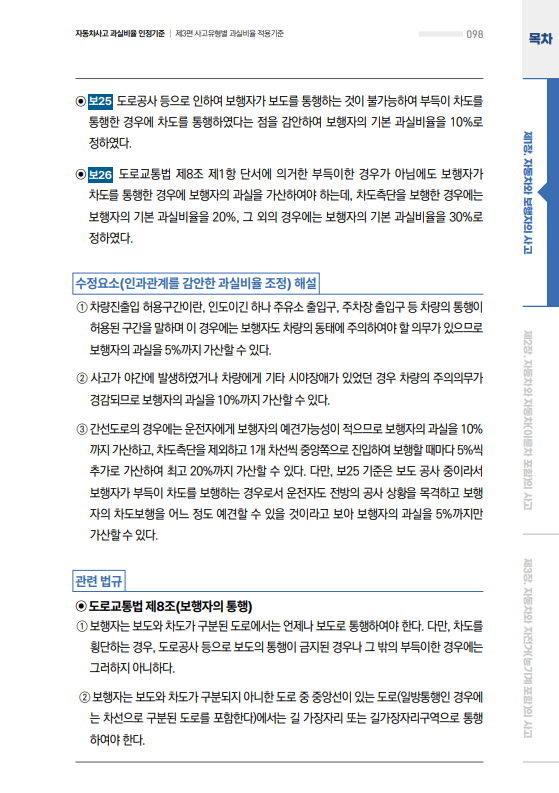 자동차사고 과실비율 인정기준 | 제3편 사고유형별 과실비율 적용기준
098
목차
◉ 보25 도로공사 등으로 인하여 보행자가 보도를 통행하는 것이 불가능하여 부득이 차도를
통행한 경우에 차도를 통행하였다는 점을 감안하여 보행자의 기본 과실비율을 10%로
정하였다.
◉ 보26 도로교통법 제8조 제1항 단서에 의거한 부득이한 경우가 아님에도 보행자가
차도를 통행한 경우에 보행자의 과실을 가산하여야 하는데, 차도측단을 보행한 경우에는
보행자의 기본 과실비율을 20%, 그 외의 경우에는 보행자의 기본 과실비율을 30%로
정하였다.
수정요소(인과관계를 감안한 과실비율 조정) 해설
① 차량진출입 허용구간이란, 인도이긴 하나 주유소 출입구, 주차장 출입구 등 차량의 통행이
허용된 구간을 말하며 이 경우에는 보행자도 차량의 동태에 주의하여야 할 의무가 있으므로
보행자의 과실을 5%까지 가산할 수 있다.
② 사고가 야간에 발생하였거나 차량에게 기타 시야장애가 있었던 경우 차량의 주의의무가
경감되므로 보행자의 과실을 10%까지 가산할 수 있다.
③ 간선도로의 경우에는 운전자에게 보행자의 예견가능성이 적으므로 보행자의 과실을 10%
까지 가산하고, 차도측단을 제외하고 1개 차선씩 중앙쪽으로 진입하여 보행할 때마다 5%씩
추가로 가산하여 최고 20%까지 가산할 수 있다. 다만, 보25 기준은 보도 공사 중이라서
보행자가 부득이 차도를 보행하는 경우로서 운전자도 전방의 공사 상황을 목격하고 보행
자의 차도보행을 어느 정도 예견할 수 있을 것이라고 보아 보행자의 과실을 5%까지만
가산할 수 있다.
관련 법규
◉ 도로교통법 제8조(보행자의 통행)
① 보행자는 보도와 차도가 구분된 도로에서는 언제나 보도로 통행하여야 한다. 다만, 차도를
횡단하는 경우, 도로공사 등으로 보도의 통행이 금지된 경우나 그 밖의 부득이한 경우에는
그러하지 아니하다.
② 보행자는 보도와 차도가 구분되지 아니한 도로 중 중앙선이 있는 도로(일방통행인 경우에
는 차선으로 구분된 도로를 포함한다)에서는 길 가장자리 또는 길가장자리구역으로 통행
하여야 한다.
제1장. 자동차와 보행자의 사고
제2장. 자동차와 자동차(이륜차 포함)의 사고
제3장. 자동차와 자전거(농기계 포함)의 사고